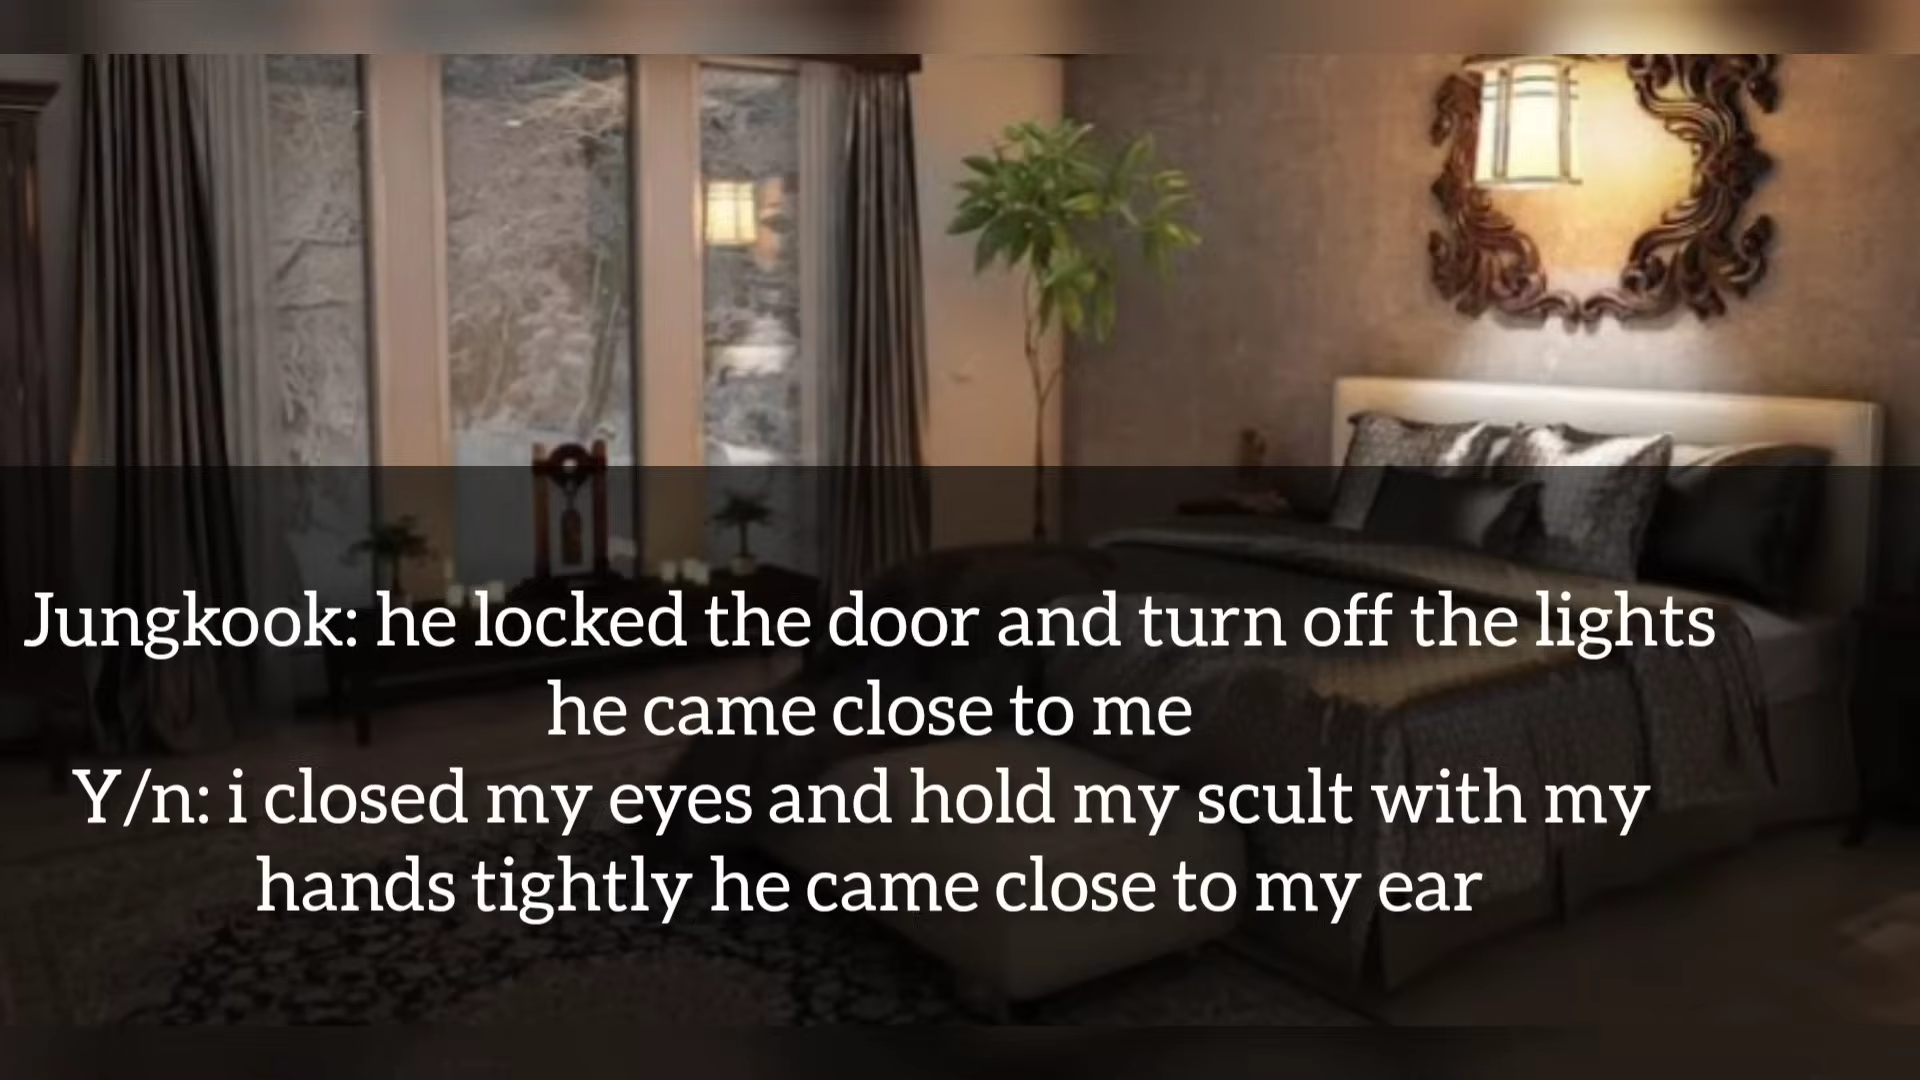 Jungkook: he locked the door and turn off the lights
he came close to me
Y/n: i closed my eyes and hold my scult with my
hands tightly he came close to my ear